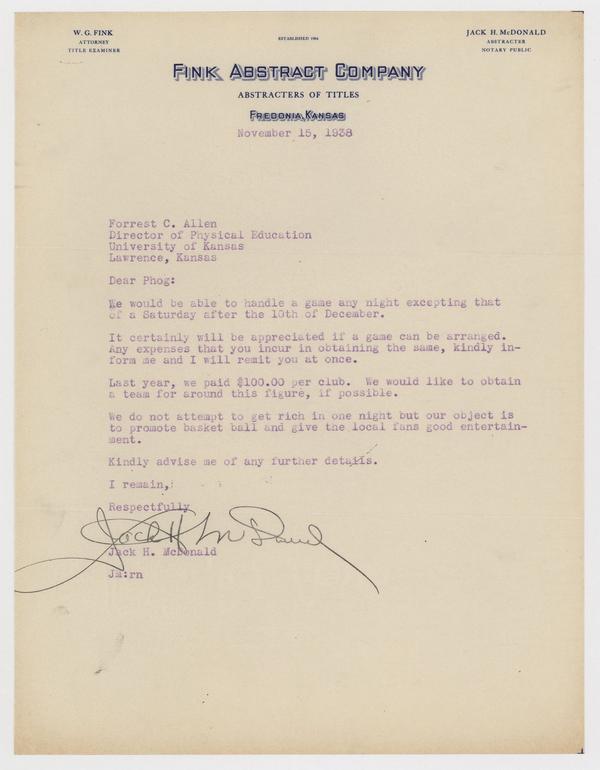 W. G. FINK
ATTORNEY
TITLE EXAMINER
ESTABLISHED 1904
JACK H. McDONALD
ABSTRACTER
NOTARY PUBLIC
FINK ABSTRACT COMPANY
ABSTRACTERS OF TITLES
FREDONIA, KANSAS
November 15, 1938
Forrest C. Allen
Director of Physical Education
University of Kansas
Lawrence, Kansas
Dear Phog:
We would be able to handle a game any night excepting that
of a Saturday after the 10th of December.
It certainly will be appreciated if a game can be arranged.
Any expenses that you incur in obtaining the same, kindly in-
form me and I will remit you at once.
Last year, we paid $100.00 per club. We would like to obtain
a team for around this figure, if possible.
We do not attempt to get rich in one night but our object is
to promote basket ball and give the local fans good entertain-
ment.
Kindly advise me of any further details.
I remain,
Respectfully
Jack H McDonald
Jack H. McDonald
Jm:rn